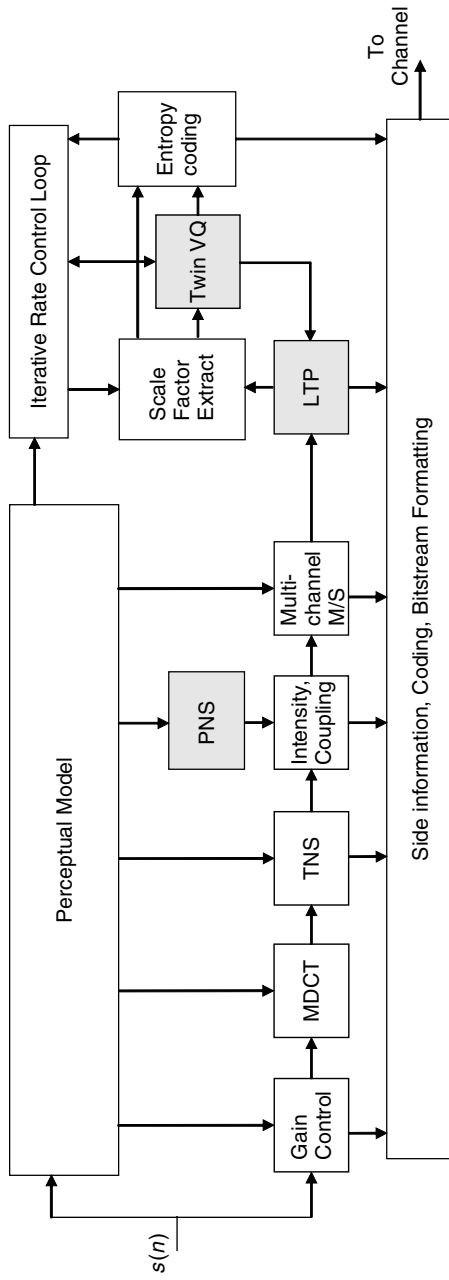 s(n)
Perceptual Model
Iterative Rate Control Loop
Gain
Control
MDCT
TNS
PNS
Intensity,
Coupling
Multi-
channel
M/S
LTP
Scale
Factor
Extract
Twin VQ
Entropy
coding
Side information, Coding, Bitstream Formatting
To
Channel